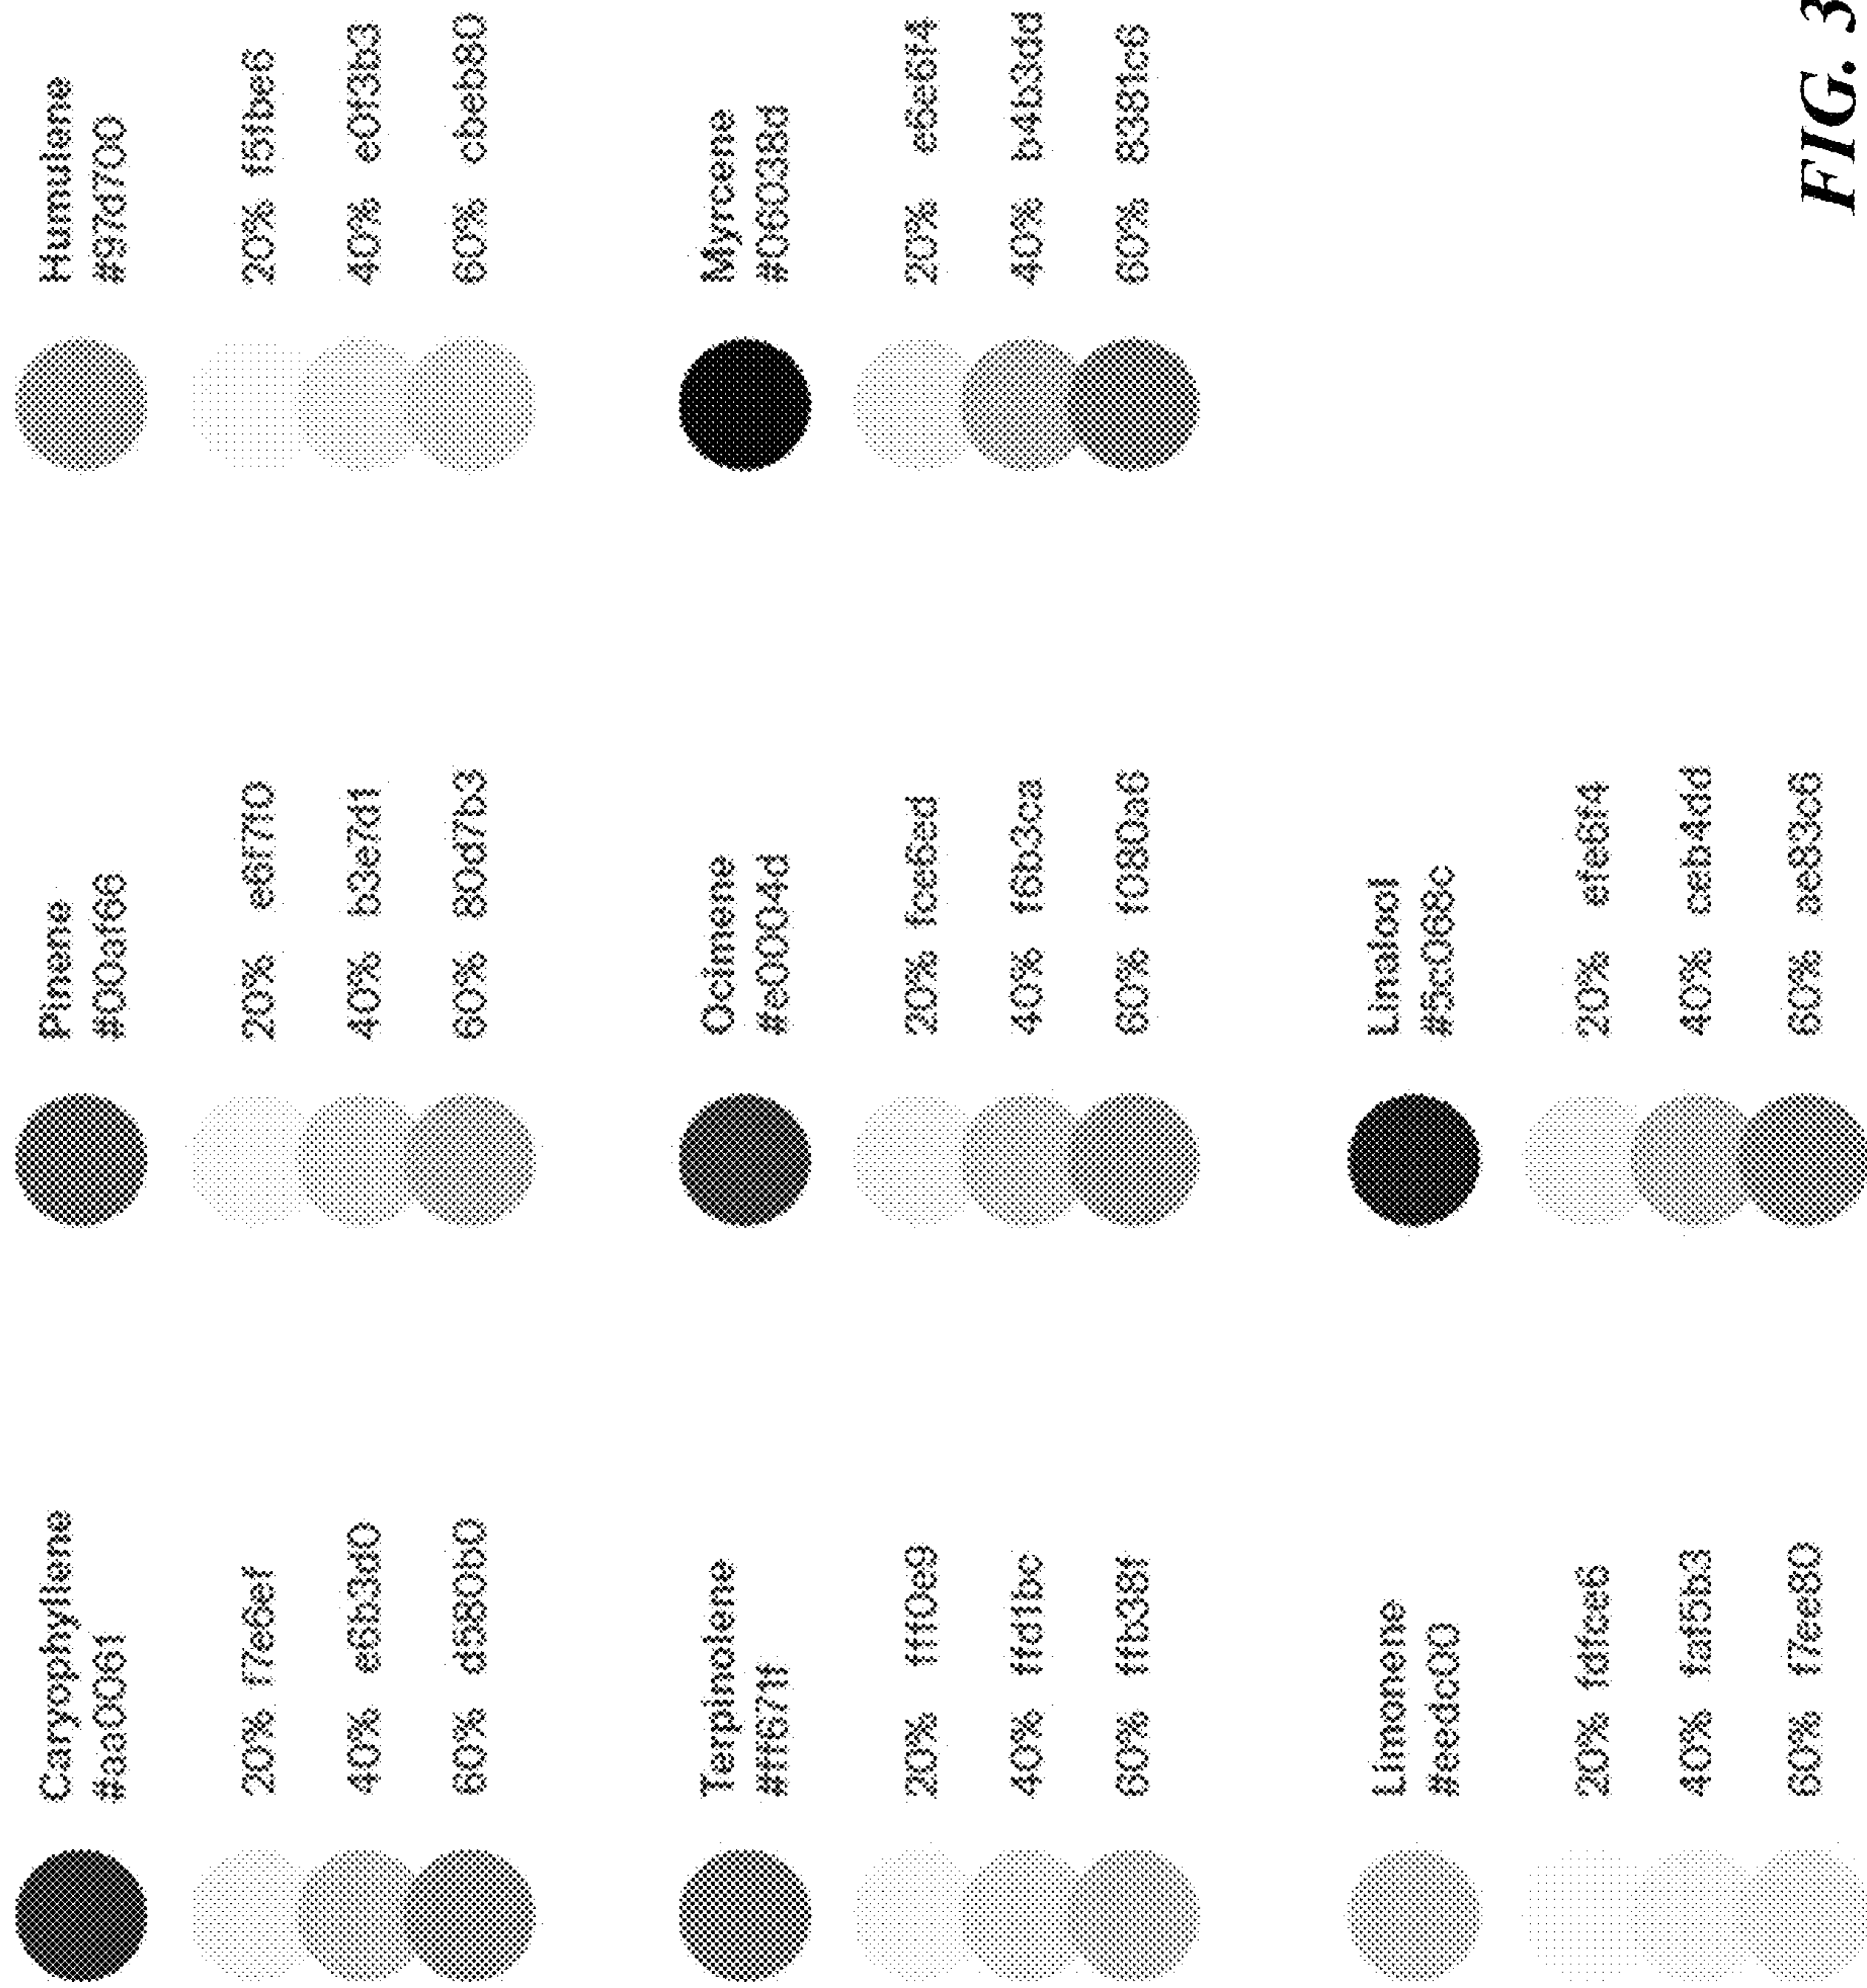 Caryophyllene
#aa0061
20% f7e6ef
40% e6b3d0
60% d580b0
Pinene
#00af66
20% e6f7f0
40% b3e7d1
60% 80d7b3
Humulene
#97d700
20% f5fbe6
40% e0f3b3
60% cbeb80
Terpinolene
#ff671f
20% fff0e9
40% ffd1bc
60% ffb38f
Ocimene
#e0004d
20% fce6ed
40% f6b3ca
60% f080a6
Myrcene
#06038d
20% e6e6f4
40% b4b3dd
60% 8381c6
Limonene
#eedc00
20% fdfce6
40% faf5b3
60% f7ee80
Linalool
#5c068c
20% efe6f4
40% ceb4dd
60% ae83c6
FIG. 3